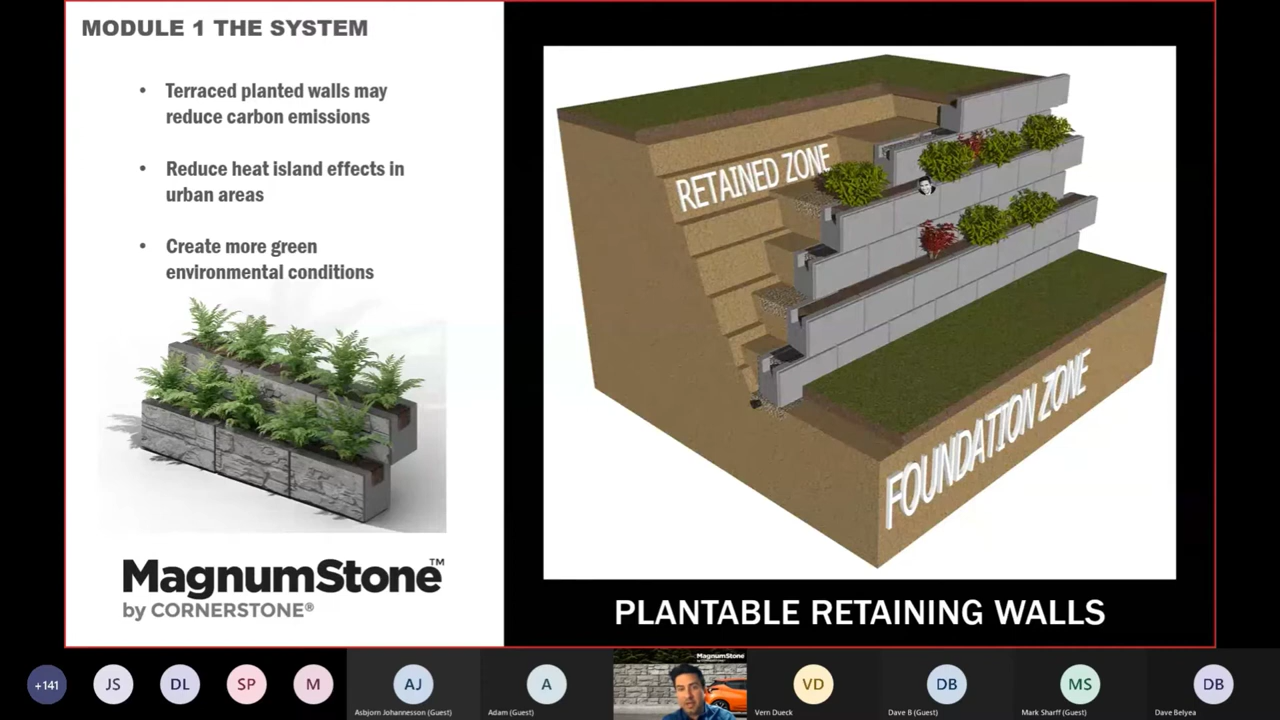 MODULE 1 THE SYSTEM
• Terraced planted walls may
reduce carbon emissions
• Reduce heat island effects in
urban areas
• Create more green
environmental conditions
MagnumStone™
by CORNERSTONE®
RETAINED ZONE
FOUNDATION ZONE
PLANTABLE RETAINING WALLS
+141
JS
DL
SP
M
AJ
Asbjorn Johannesson (Guest)
A
Adam (Guest)
MagnumStone
VD
Vern Dueck
DB
Dave B (Guest)
MS
Mark Sharff (Guest)
DB
Dave Belyea